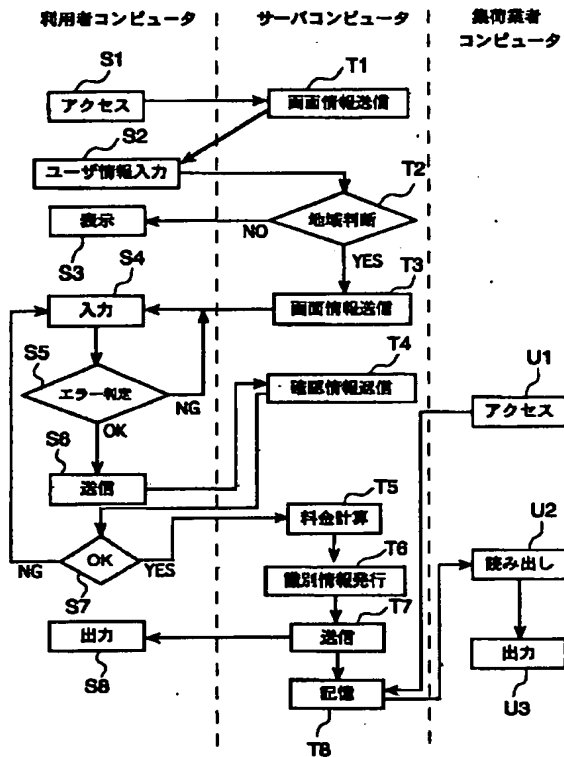 利用者コンピュータ
サーバコンピュータ
集荷業者
コンピュータ
S1
アクセス
T1
画面情報送信
S2
ユーザ情報入力
T2
地域判断
NO
YES
表示
S3
S4
入力
T3
画面情報送信
S5
エラー判定
NG
OK
T4
確認情報返信
U1
アクセス
S6
送信
T5
料金計算
OK
NG
YES
S7
T6
識別情報発行
U2
読み出し
T7
送信
出力
S8
出力
U3
記憶
T8